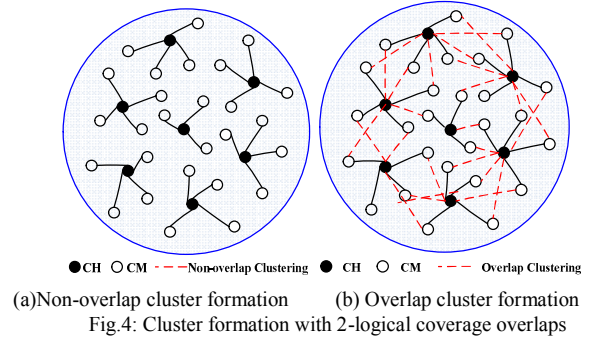 CH CM Non-overlap Clustering
CH CM Overlap Clustering
(a)Non-overlap cluster formation
(b) Overlap cluster formation
Fig.4: Cluster formation with 2-logical coverage overlaps